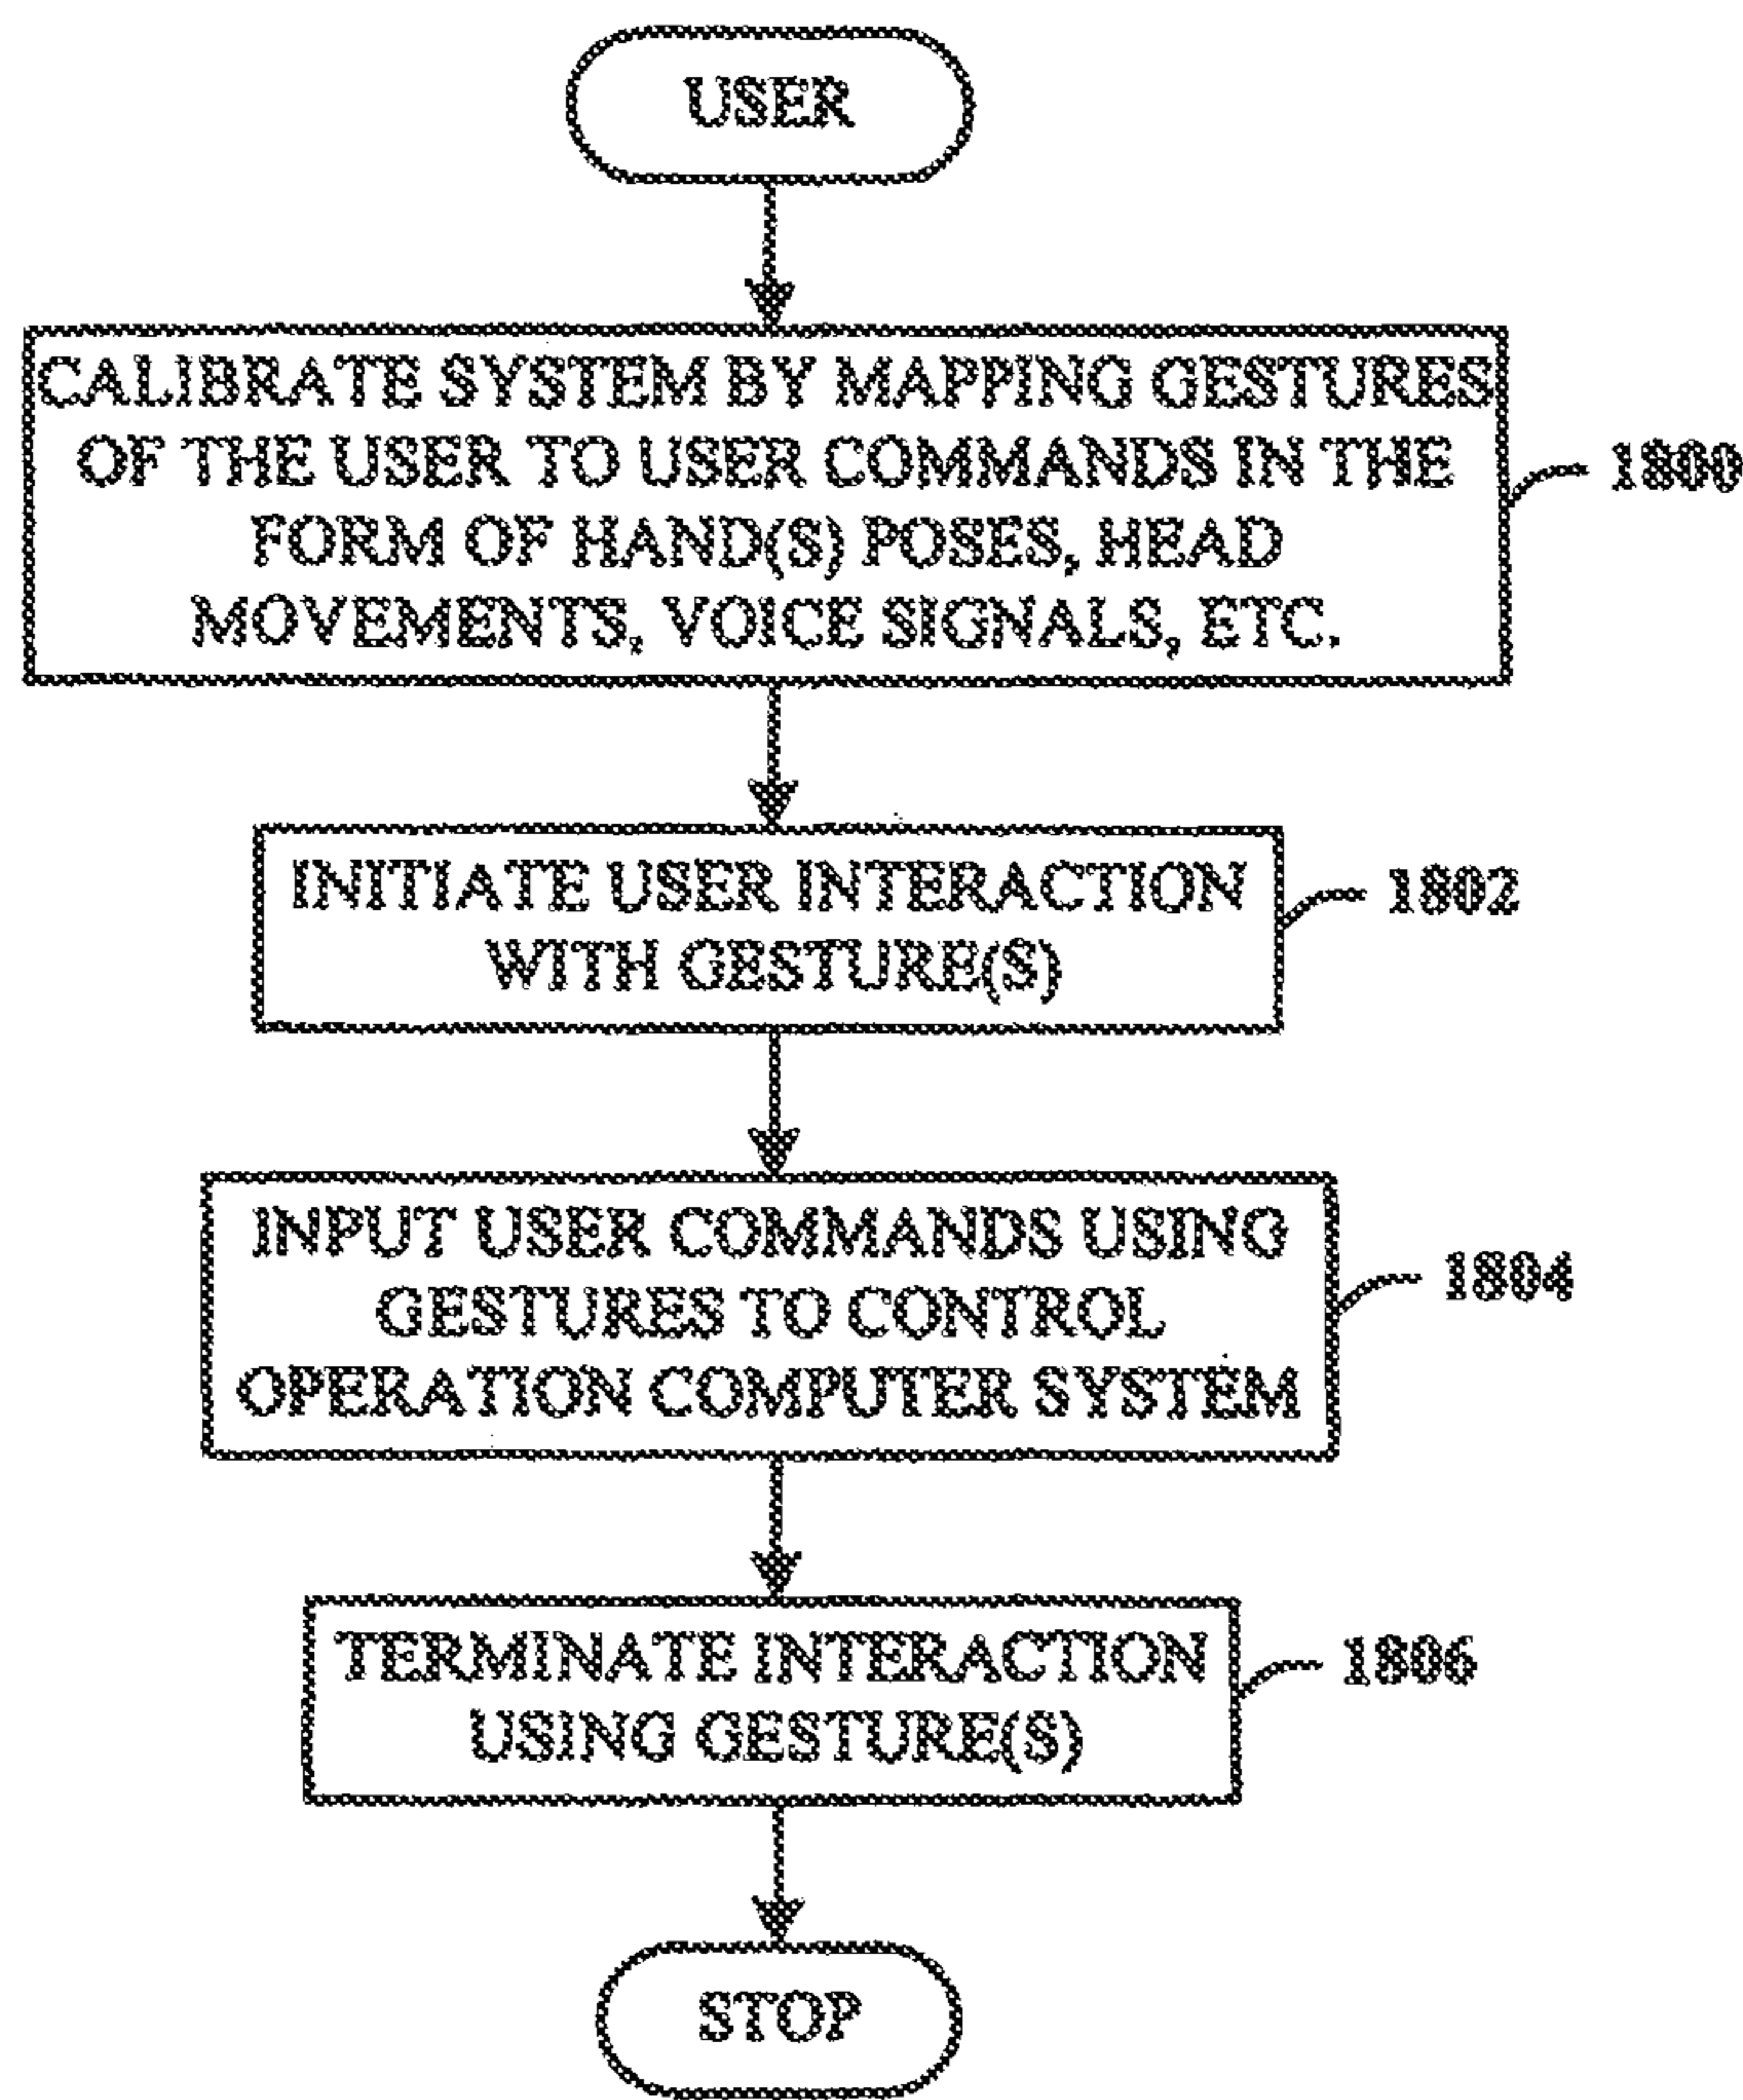 USER
CALIBRATE SYSTEM BY MAPPING GESTURES
OF THE USER TO USER COMMANDS IN THE
FORM OF HAND(S) POSES, HEAD
MOVEMENTS, VOICE SIGNALS, ETC.
1800
INITIATE USER INTERACTION
WITH GESTURE(S)
1802
INPUT USER COMMANDS USING
GESTURES TO CONTROL
OPERATION COMPUTER SYSTEM
1804
TERMINATE INTERACTION
USING GESTURE(S)
1806
STOP